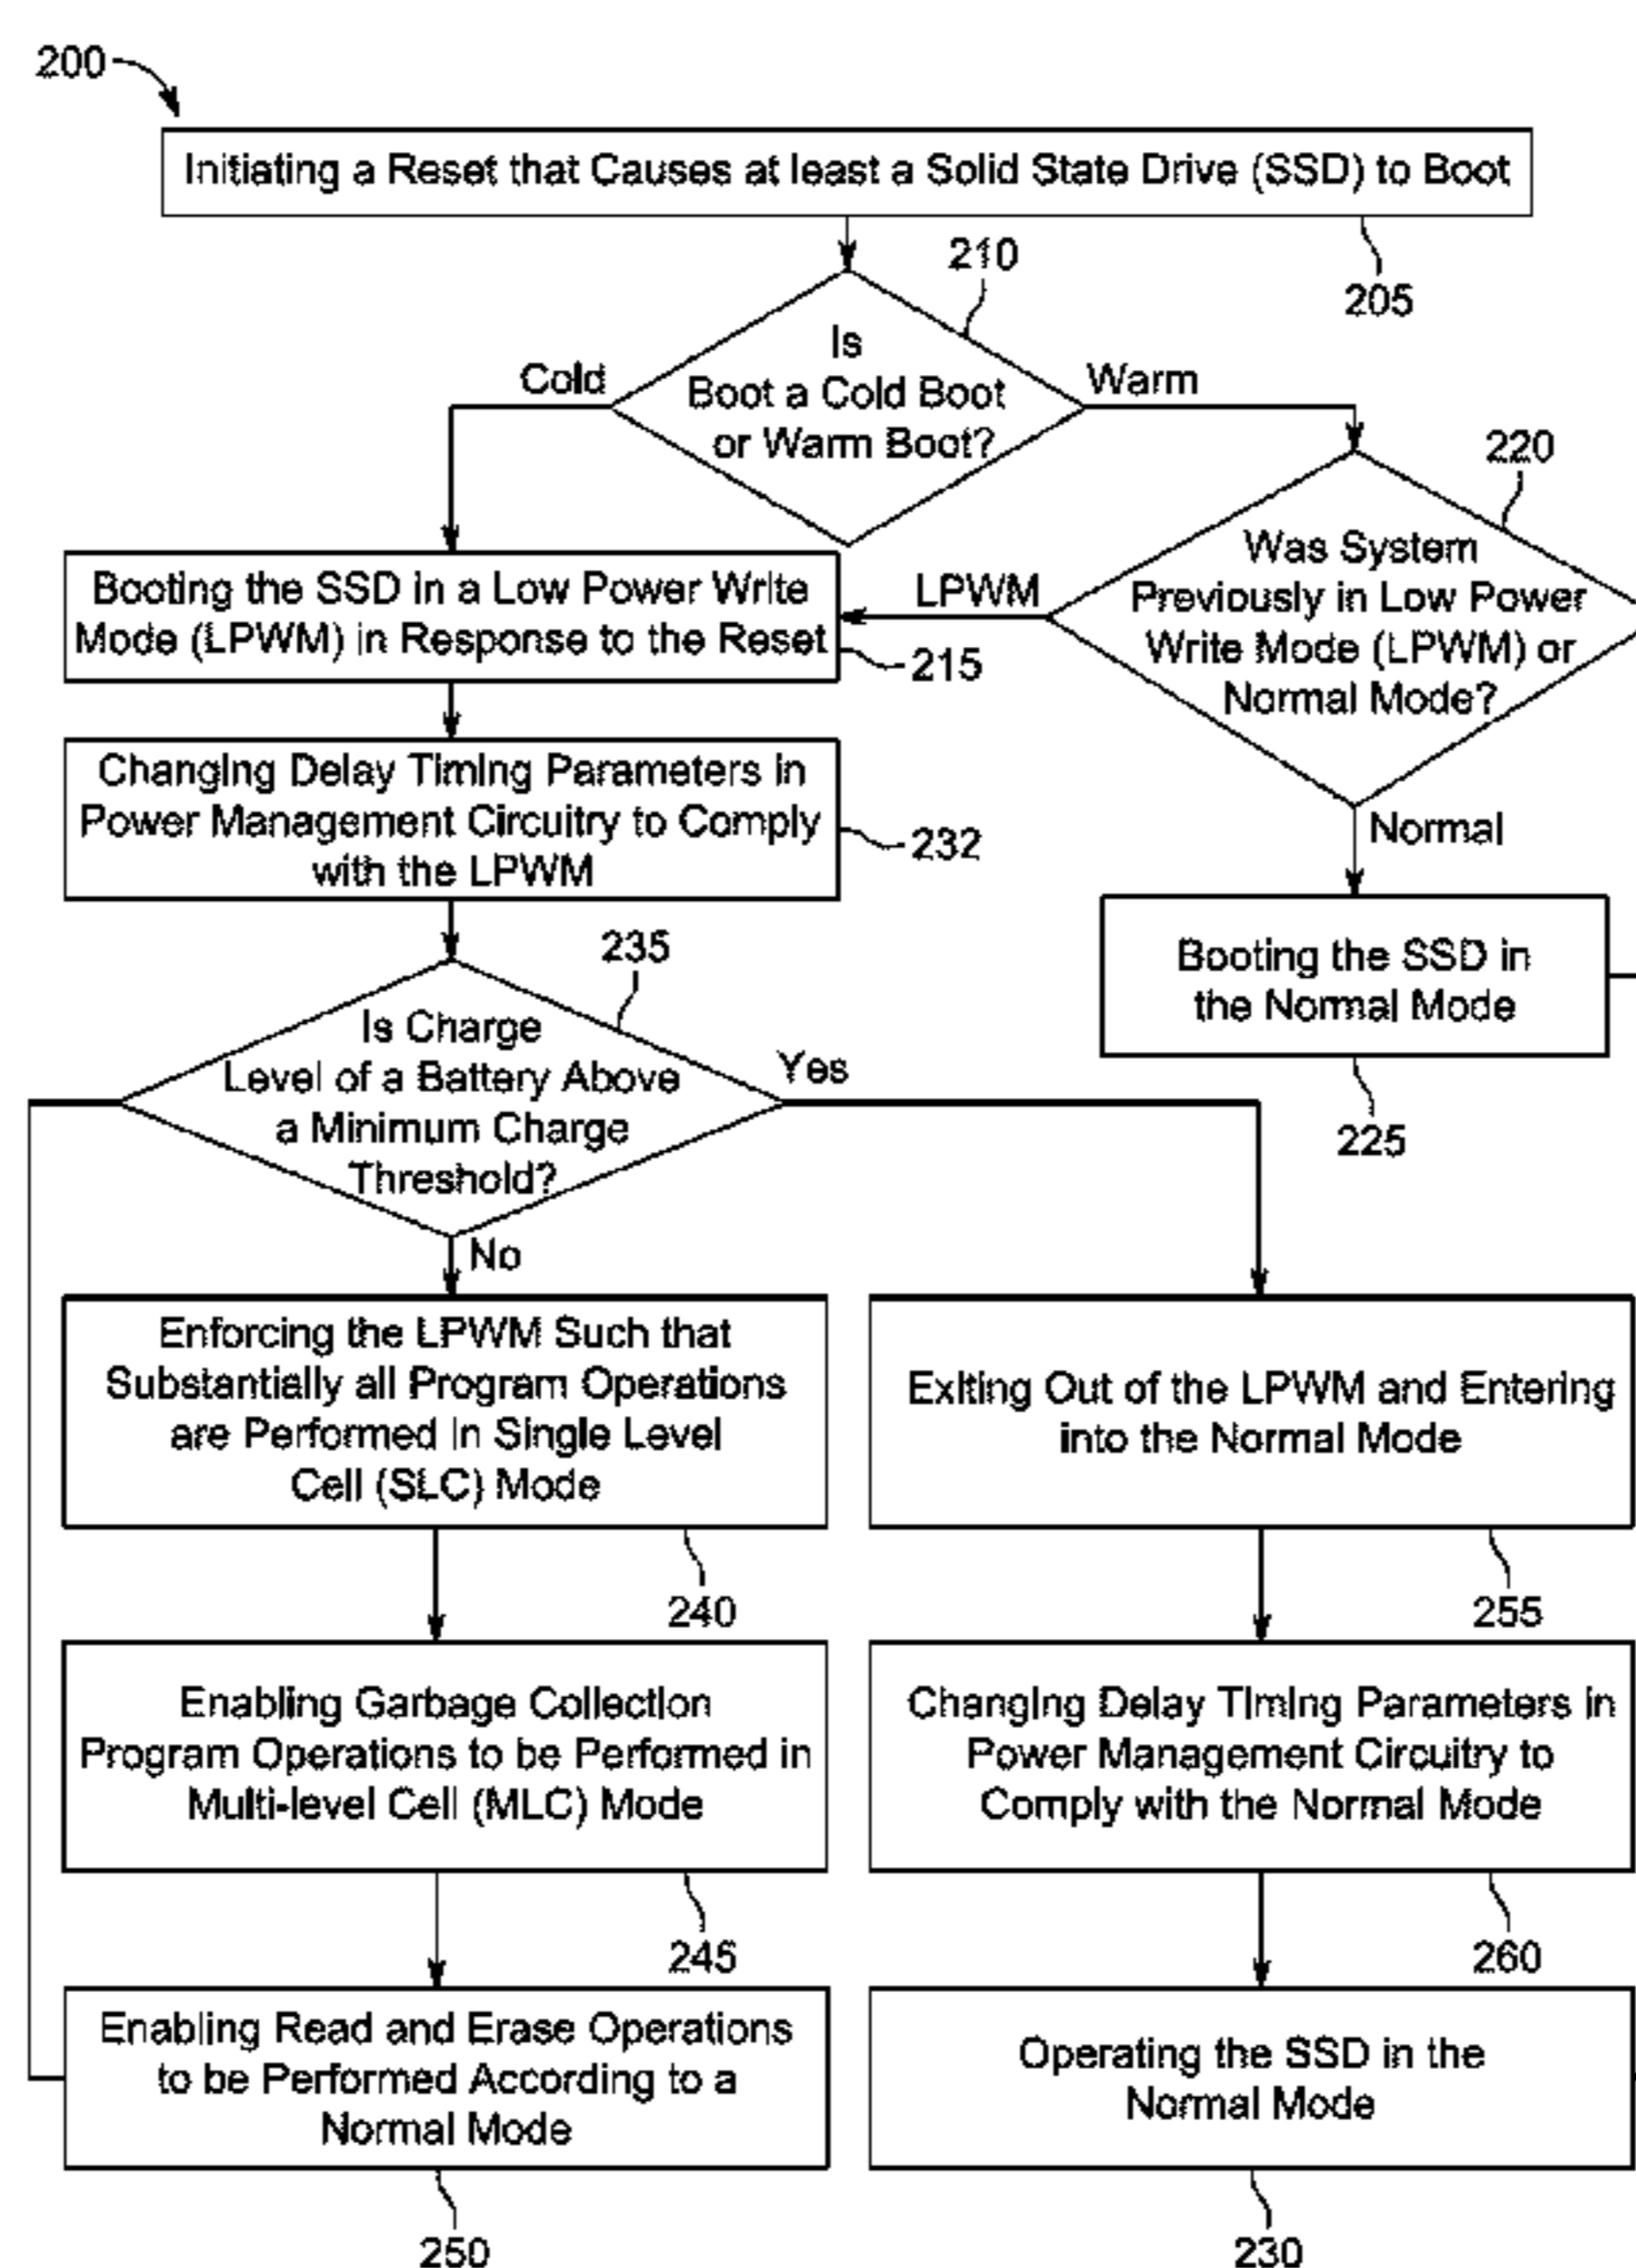 200
Initiating a Reset that Causes at least a Solid State Drive (SSD) to Boot
205
210
Is
Boot a Cold Boot
or Warm Boot?
Cold
Warm
220
Was System
Previously in Low Power
Write Mode (LPWM) or
Normal Mode?
LPWM
Normal
Booting the SSD in a Low Power Write
Mode (LPWM) in Response to the Reset
215
Changing Delay Timing Parameters in
Power Management Circuitry to Comply
with the LPWM
232
Booting the SSD in
the Normal Mode
225
235
Is Charge
Level of a Battery Above
a Minimum Charge
Threshold?
Yes
No
Enforcing the LPWM Such that
Substantially all Program Operations
are Performed in Single Level
Cell (SLC) Mode
240
Exiting Out of the LPWM and Entering
into the Normal Mode
255
Enabling Garbage Collection
Program Operations to be Performed in
Multi-level Cell (MLC) Mode
245
Changing Delay Timing Parameters in
Power Management Circuitry to
Comply with the Normal Mode
260
Enabling Read and Erase Operations
to be Performed According to a
Normal Mode
250
Operating the SSD in the
Normal Mode
230